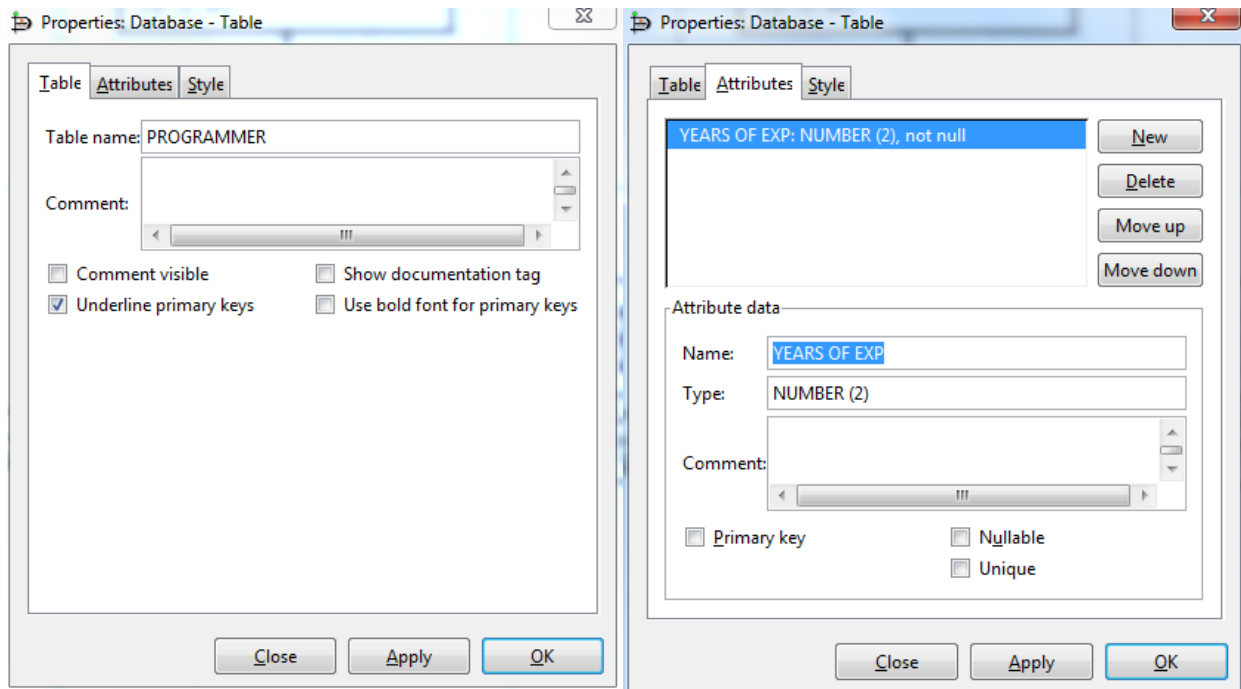 Properties: Database - Table
Table
Attributes
Style
Table name: PROGRAMMER
Comment:
Comment visible
Show documentation tag
Underline primary keys
Use bold font for primary keys
Close
Apply
OK
Properties: Database - Table
Table
Attributes
Style
YEARS OF EXP: NUMBER (2), not null
New
Delete
Move up
Move down
Attribute data
Name: YEARS OF EXP
Type: NUMBER (2)
Comment:
Primary key
Nullable
Unique
Close
Apply
OK